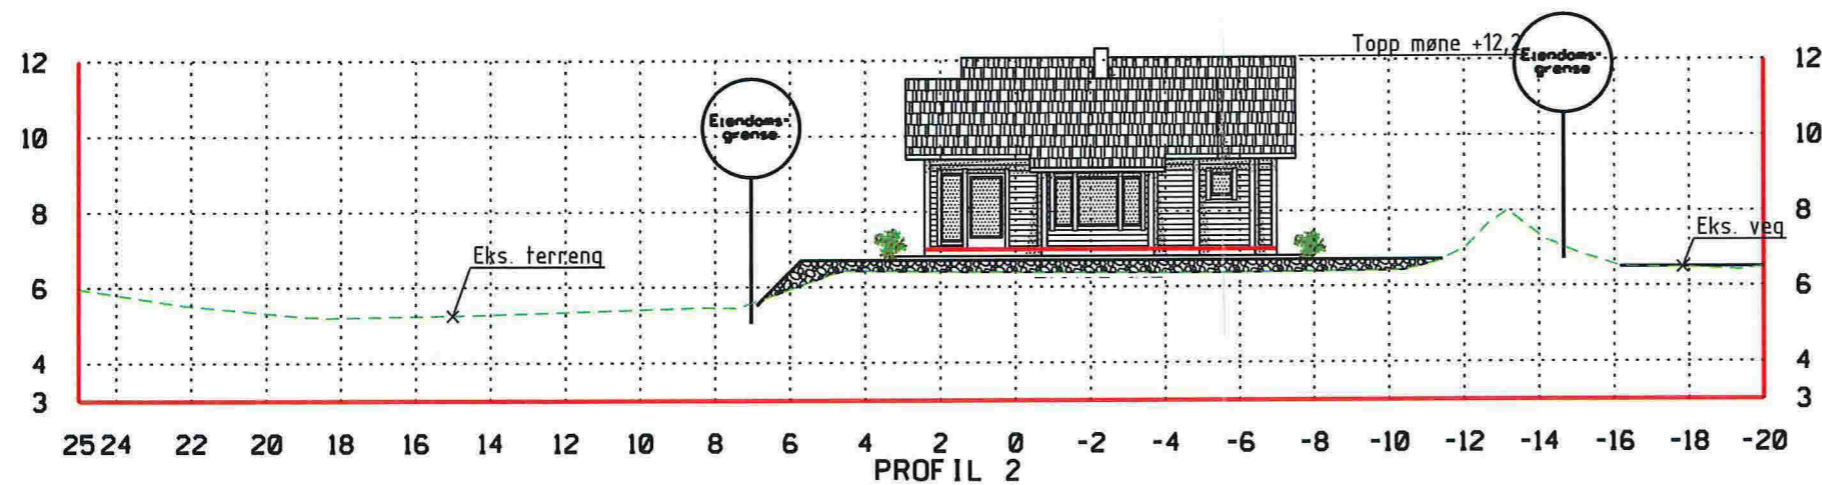 Topp møne +12,2
Eiendoms-
grense
Eiendoms-
grense
12
12
10
10
8
8
Eks. terreng
Eks. veg
6
6
4
4
3
3
25 24 22 20 18 16 14 12 10 8 6 4 2 0 -2 -4 -6 -8 -10 -12 -14 -16 -18 -20
PROFIL 2